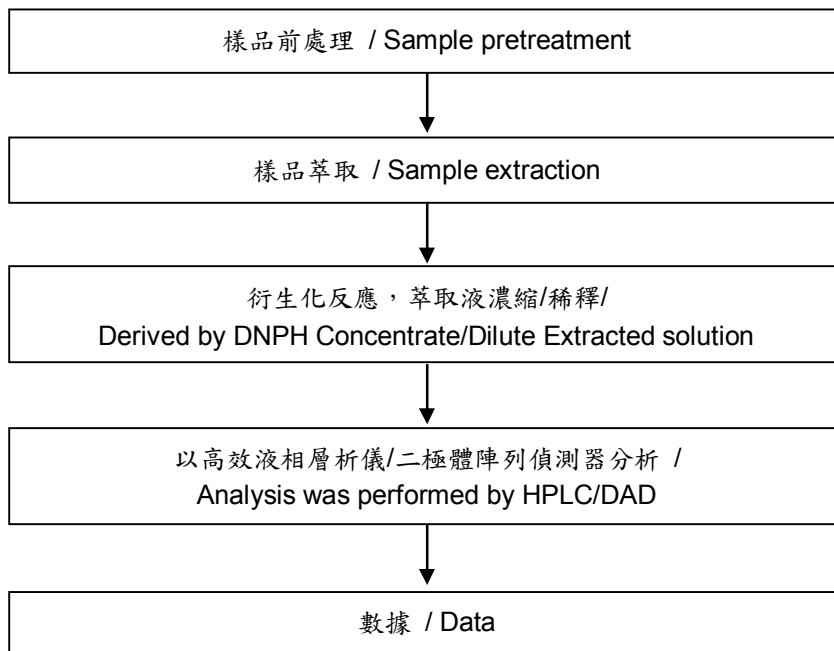 樣品前處理 / Sample pretreatment
樣品萃取 / Sample extraction
衍生化反應，萃取液濃縮/稀釋/
Derived by DNPH Concentrate/Dilute Extracted solution
以高效液相層析儀/二極體陣列偵測器分析 /
Analysis was performed by HPLC/DAD
數據 / Data